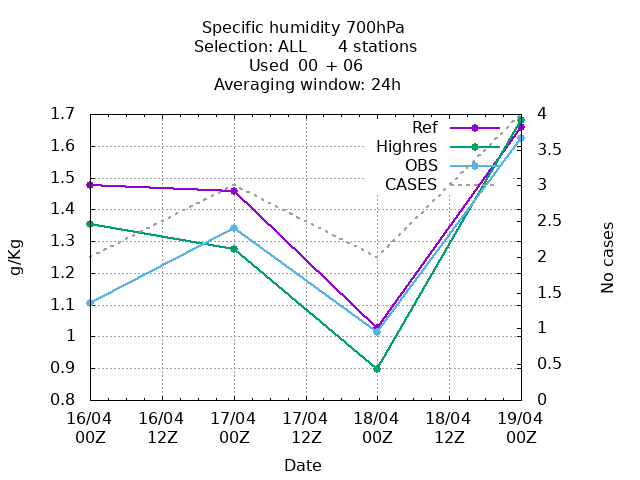 Specific humidity 700hPa
Selection: ALL 4 stations
Used 00 + 06
Averaging window: 24h
1.7
1.6
1.5
1.4
1.3
1.2
1.1
1
0.9
0.8
g/Kg
4
3.5
3
2.5
2
1.5
1
0.5
0
No cases
Ref
Highres
OBS
CASES
16/04 16/04 17/04 17/04 18/04 18/04 19/04
00Z 12Z 00Z 12Z 00Z 12Z 00Z
Date